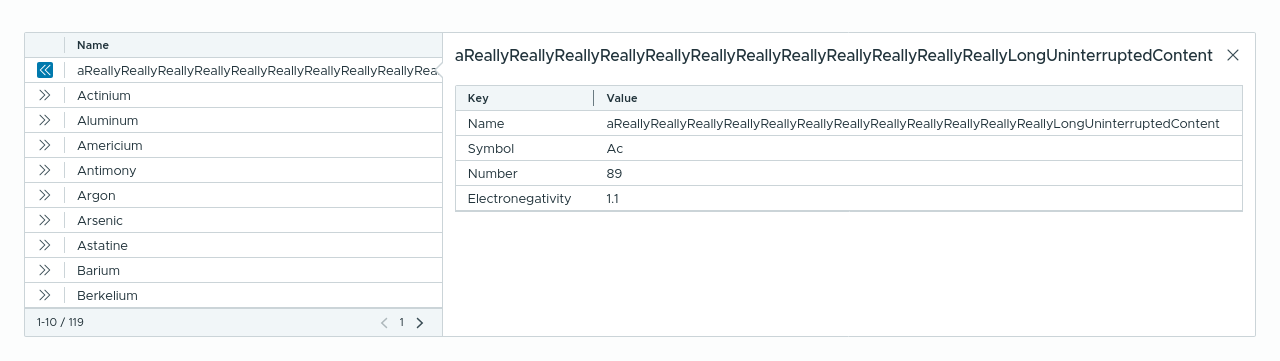 Name
aReallyReallyReallyReallyReallyReallyReallyReallyReallyRea
Actinium
Aluminum
Americium
Antimony
Argon
Arsenic
Astatine
Barium
Berkelium
1-10 / 119
1
aReallyReallyReallyReallyReallyReallyReallyReallyReallyReallyReallyReallyLongUninterruptedContent
Key Value
Name aReallyReallyReallyReallyReallyReallyReallyReallyReallyReallyReallyReallyLongUninterruptedContent
Symbol Ac
Number 89
Electronegativity 1.1